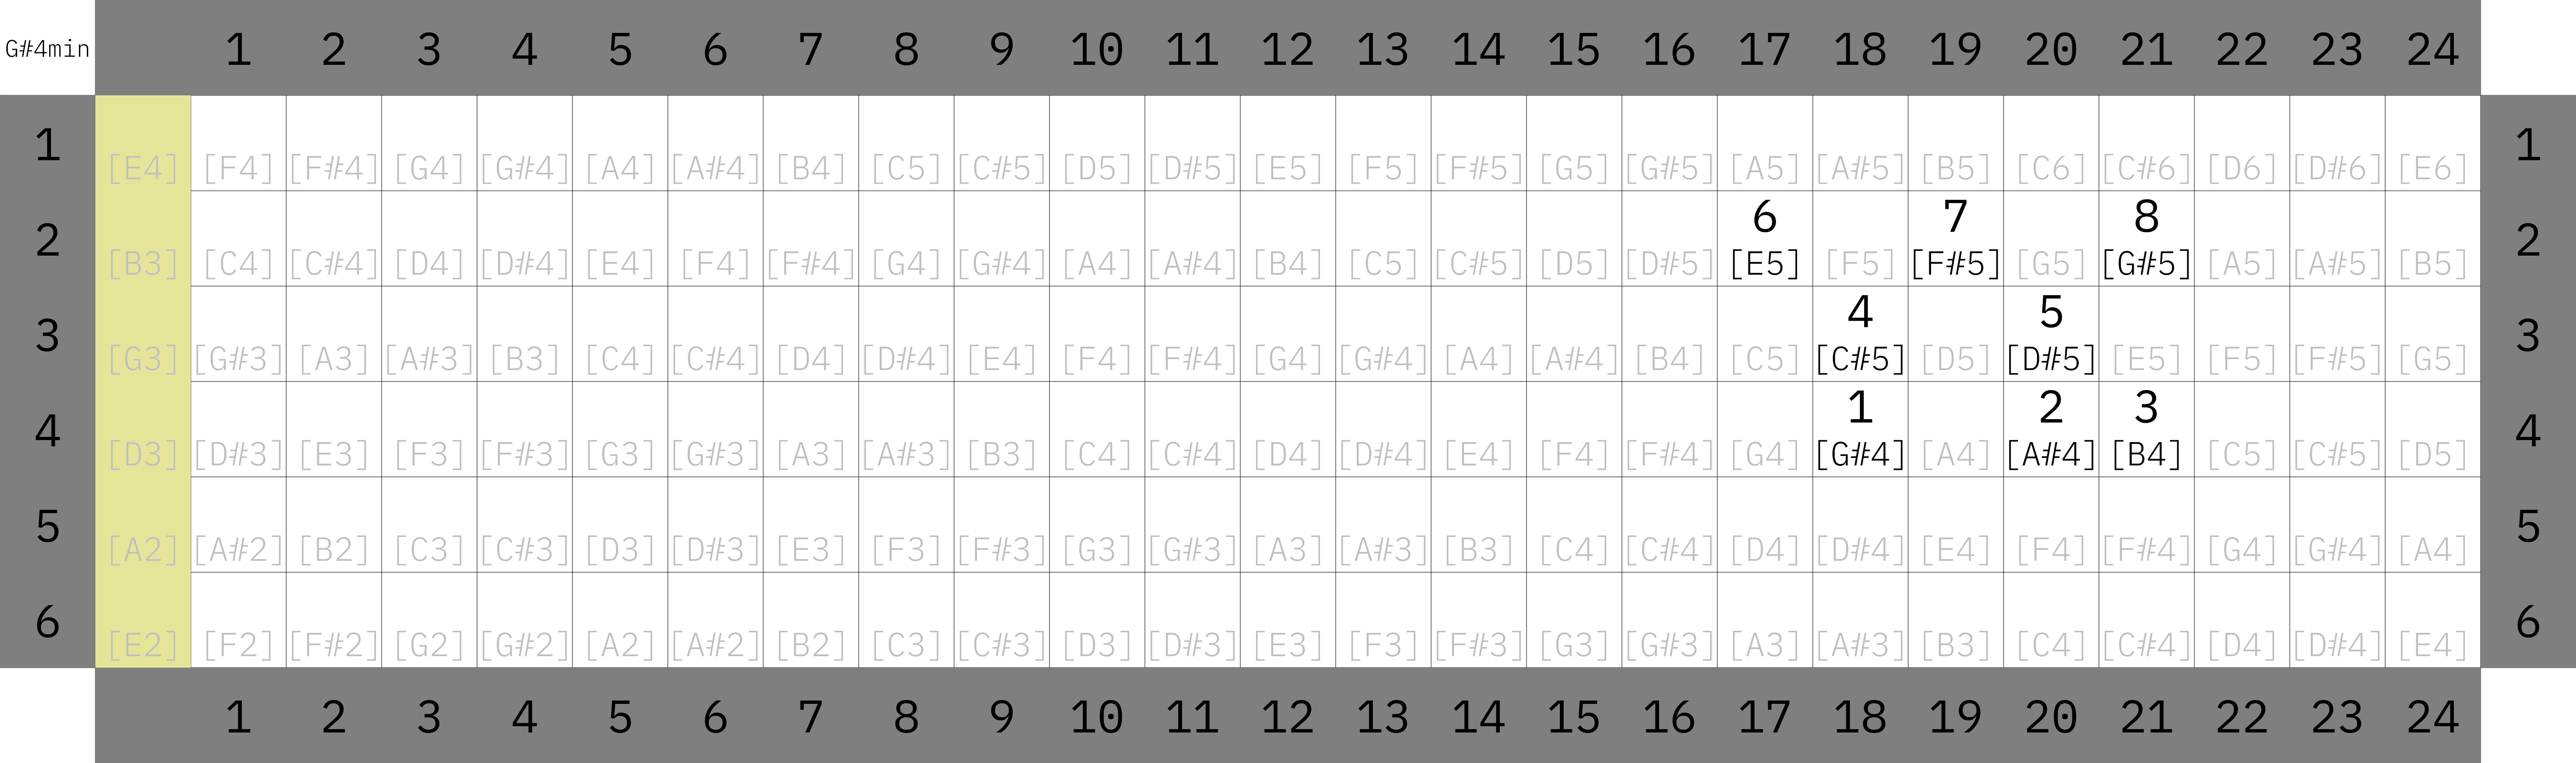 G#4min 1 2 3 4 5 6 7 8 9 10 11 12 13 14 15 16 17 18 19 20 21 22 23 24
1 [E4] [F4] [F#4] [G4] [G#4] [A4] [A#4] [B4] [C5] [C#5] [D5] [D#5] [E5] [F5] [F#5] [G5] [G#5] [A5] [A#5] [B5] [C6] [C#6] [D6] [D#6] [E6] 1
6 7 8
2 [B3] [C4] [C#4] [D4] [D#4] [E4] [F4] [F#4] [G4] [G#4] [A4] [A#4] [B4] [C5] [C#5] [D5] [D#5] [E5] [F5] [F#5] [G5] [G#5] [A5] [A#5] [B5] 2
4 5
3 [G3] [G#3] [A3] [A#3] [B3] [C4] [C#4] [D4] [D#4] [E4] [F4] [F#4] [G4] [G#4] [A4] [A#4] [B4] [C5] [C#5] [D5] [D#5] [E5] [F5] [F#5] [G5] 3
1 2 3
4 [D3] [D#3] [E3] [F3] [F#3] [G3] [G#3] [A3] [A#3] [B3] [C4] [C#4] [D4] [D#4] [E4] [F4] [F#4] [G4] [G#4] [A4] [A#4] [B4] [C5] [C#5] [D5] 4
5 [A2] [A#2] [B2] [C3] [C#3] [D3] [D#3] [E3] [F3] [F#3] [G3] [G#3] [A3] [A#3] [B3] [C4] [C#4] [D4] [D#4] [E4] [F4] [F#4] [G4] [G#4] [A4] 5
6 [E2] [F2] [F#2] [G2] [G#2] [A2] [A#2] [B2] [C3] [C#3] [D3] [D#3] [E3] [F3] [F#3] [G3] [G#3] [A3] [A#3] [B3] [C4] [C#4] [D4] [D#4] [E4] 6
1 2 3 4 5 6 7 8 9 10 11 12 13 14 15 16 17 18 19 20 21 22 23 24